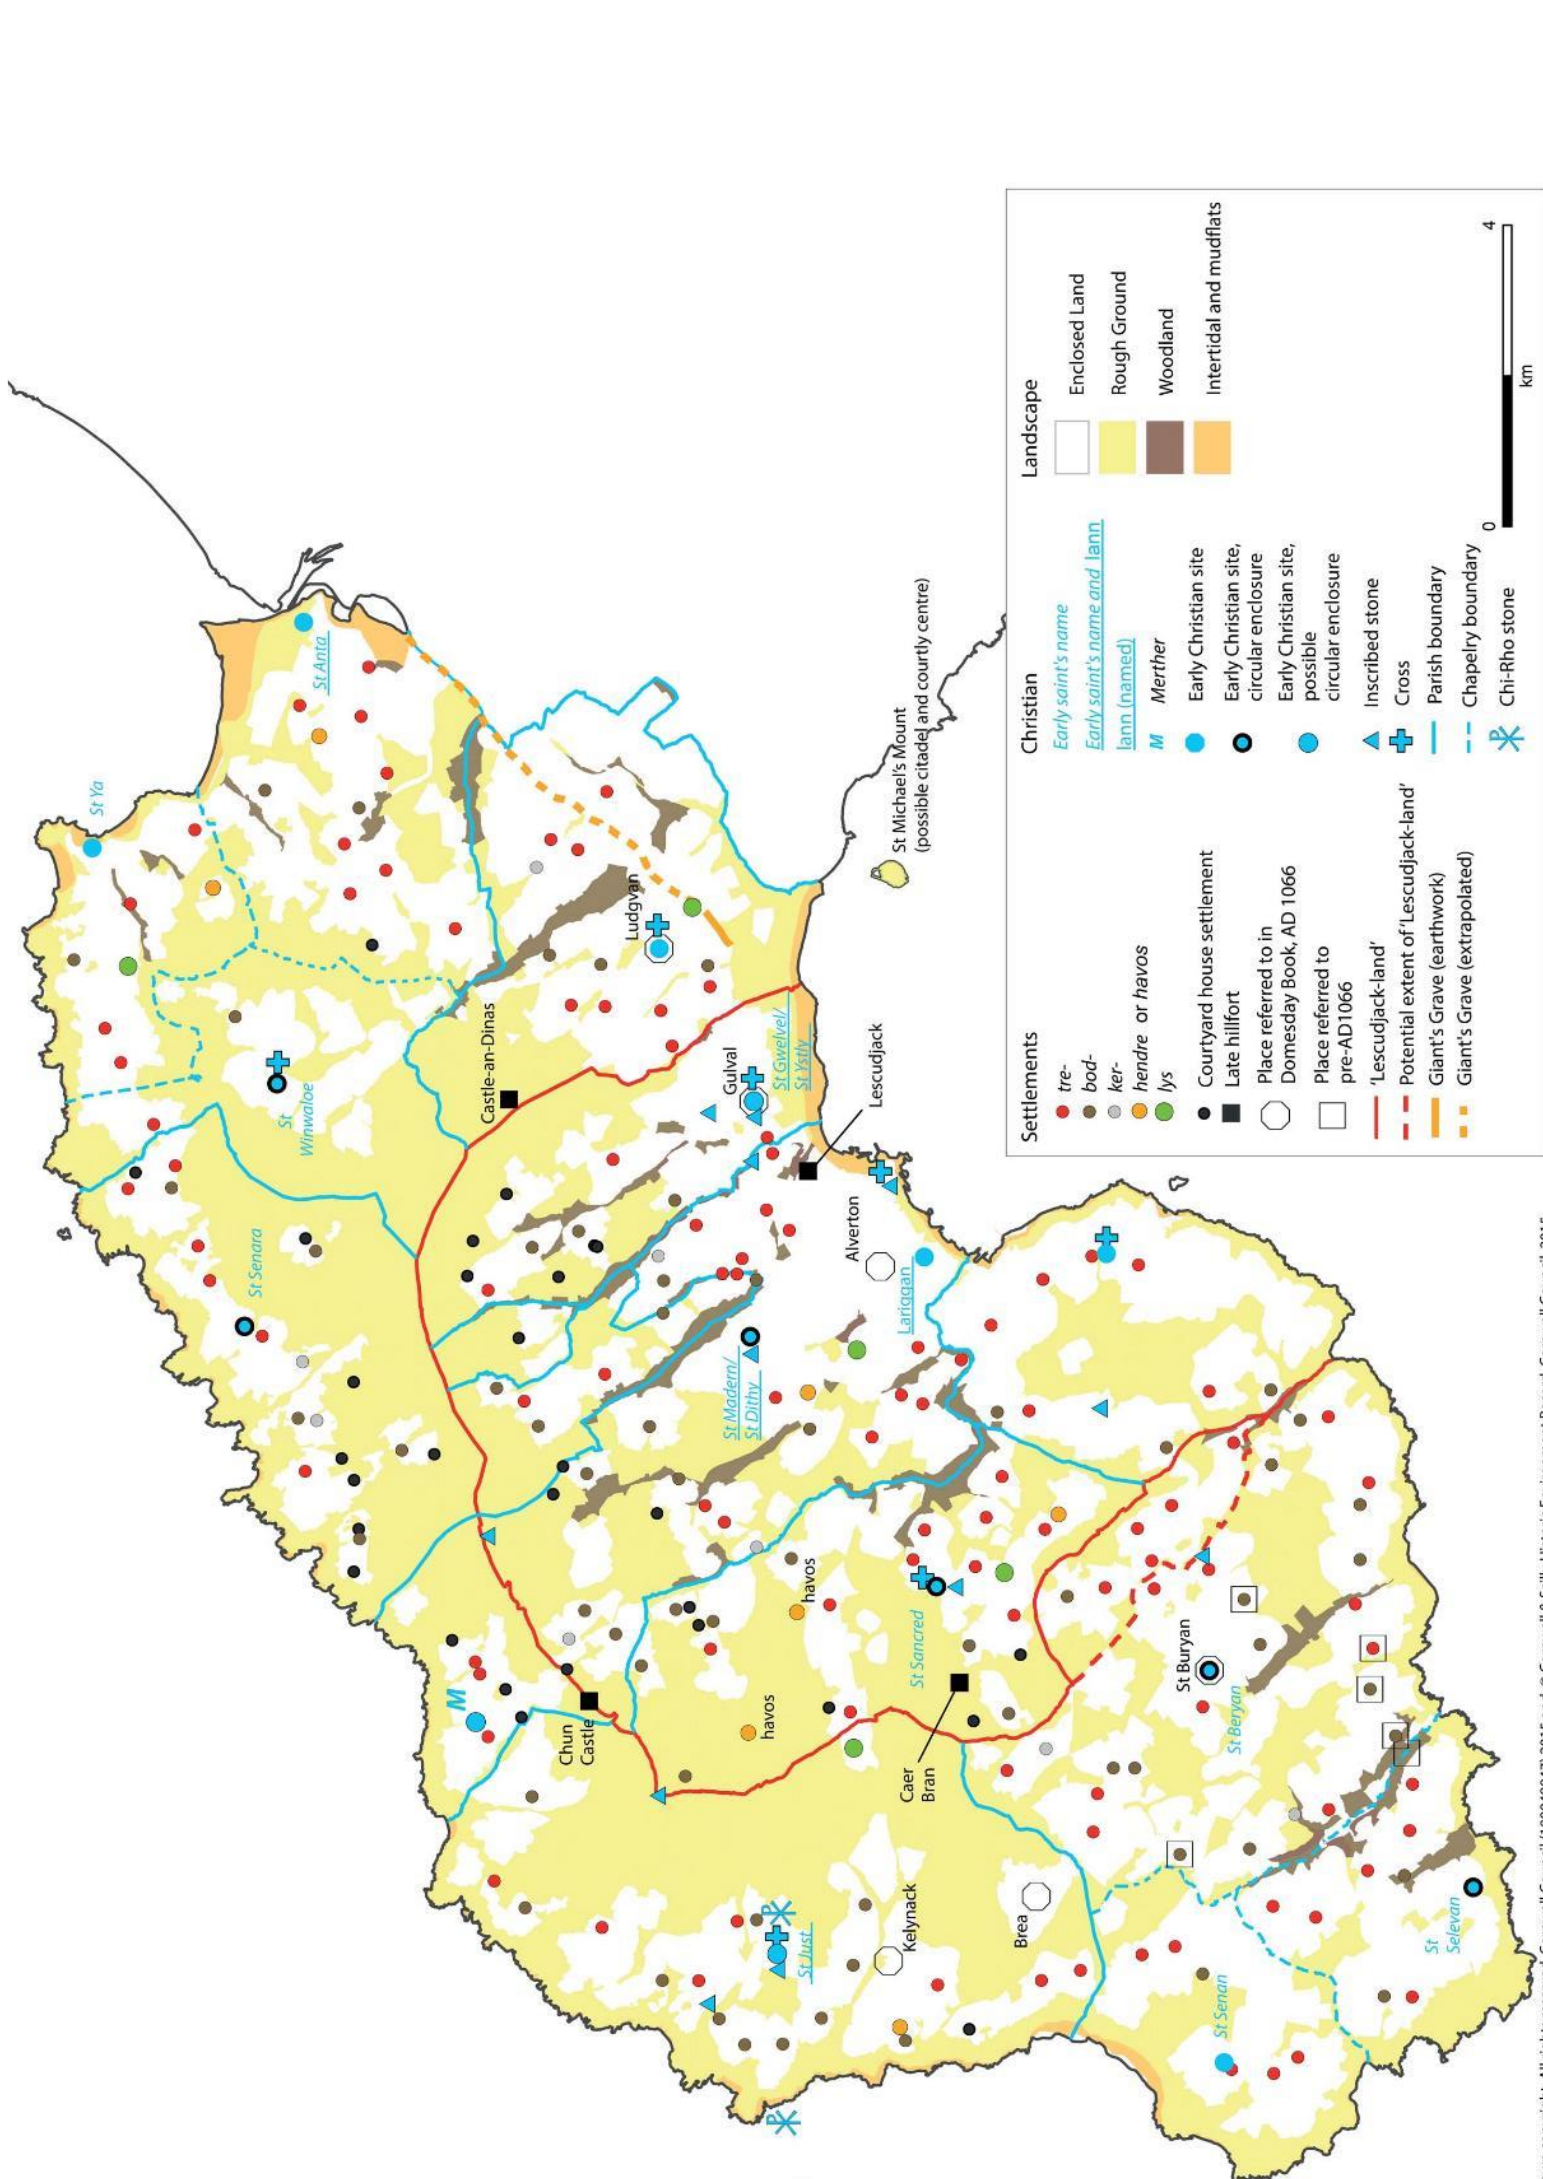 St Ya
St Anta
St
Winwaloe
St Senara
Castle-an-Dinas
Ludgvan
St Michael's Mount
(possible citadel and courtly centre)
Gulval
St Gwelvel/
St Ystly
Lescudjack
Alverton
Lariggan
St Madern/
St Dithy
M
Chun
Castle
havos
havos
St Sancred
Caer
Bran
St Buryan
St Beryan
St Just
P
P
Kelynack
Brea
St Senan
St
Selevan
Settlements
tre-
bod-
ker-
hendre or havos
lys
Courtyard house settlement
Late hillfort
Place referred to in
Domesday Book, AD 1066
Place referred to
pre-AD1066
'Lescudjack-land'
Potential extent of 'Lescudjack-land'
Giant's Grave (earthwork)
Giant's Grave (extrapolated)
Christian
Early saint's name
Early saint's name and lann
lann (named)
M Merther
Early Christian site
Early Christian site,
circular enclosure
Early Christian site,
possible
circular enclosure
Inscribed stone
Cross
Parish boundary
Chapelry boundary
P Chi-Rho stone
Landscape
Enclosed Land
Rough Ground
Woodland
Intertidal and mudflats
0 4
km